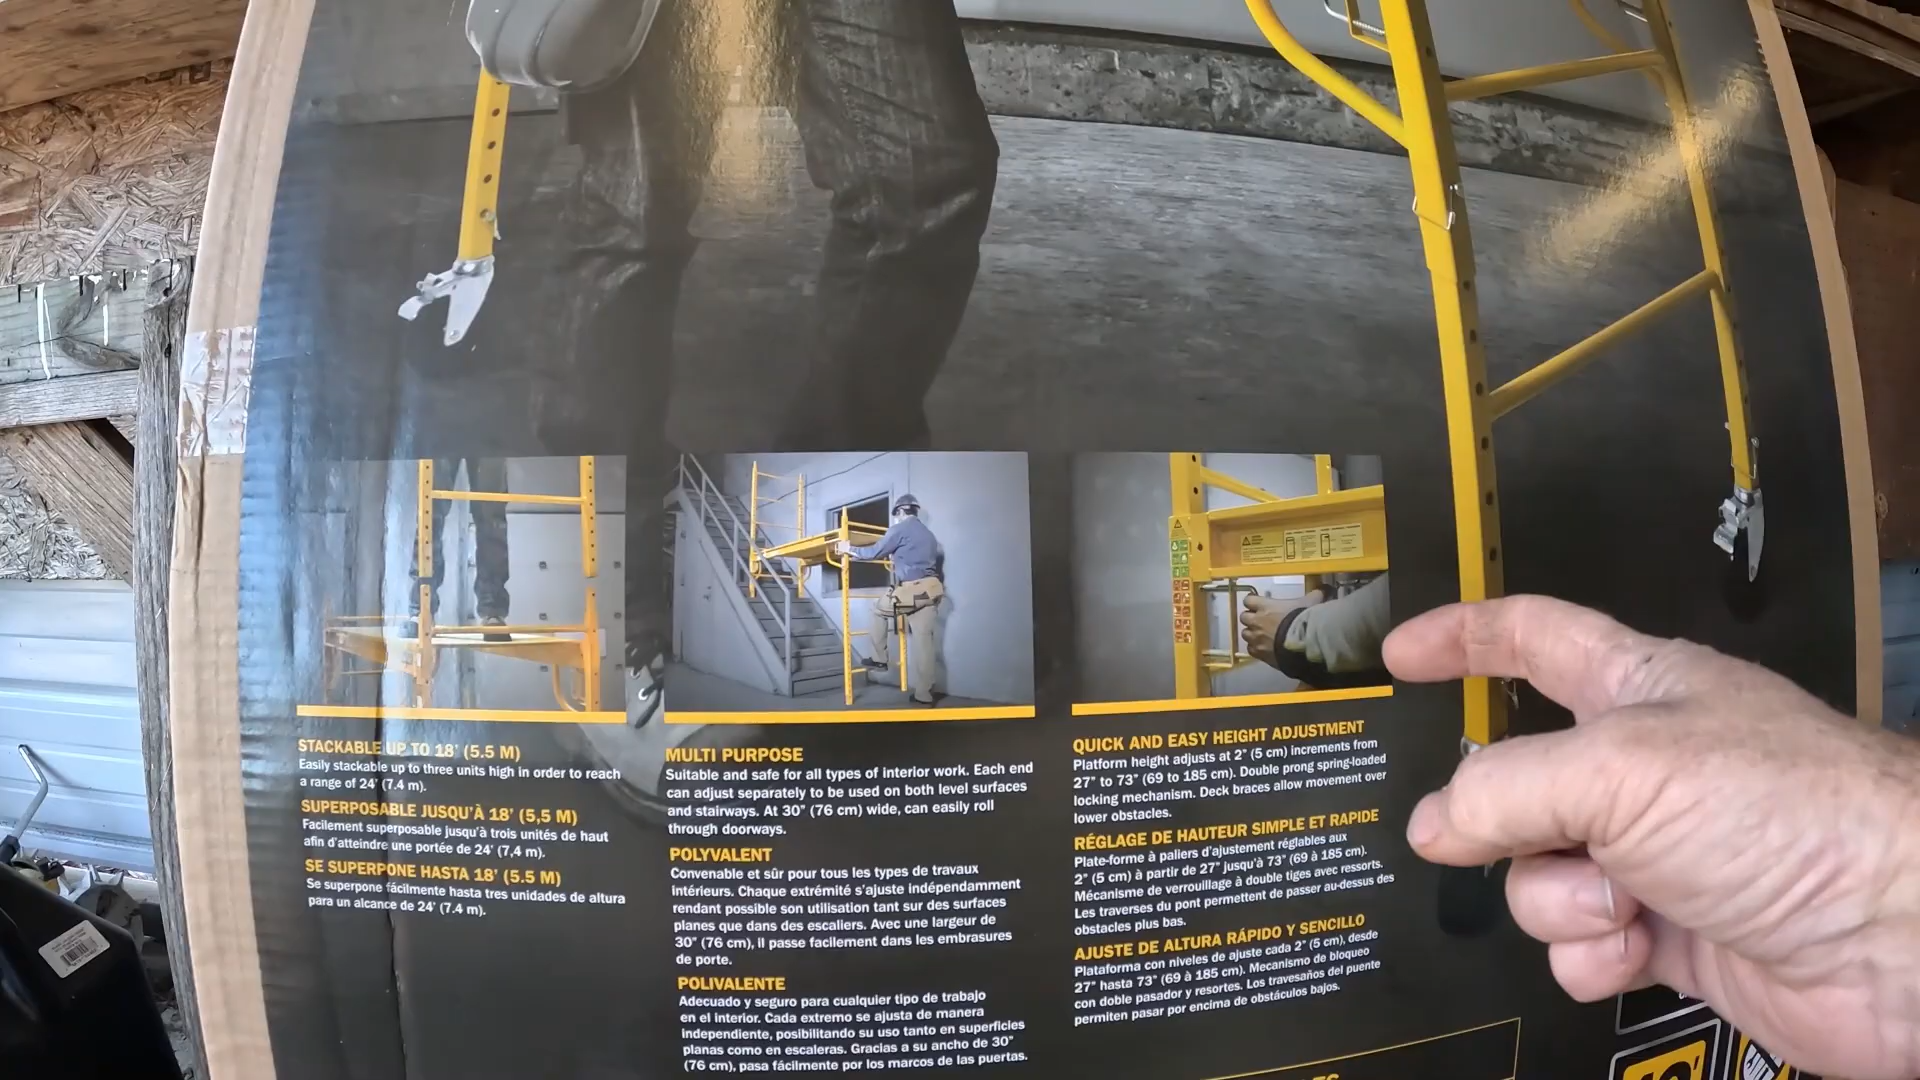 STACKABLE UP TO 18' (5.5 M)
Easily stackable up to three units high in order to reach
a range of 24' (7.4 m).
SUPERPOSABLE JUSQU'À 18' (5,5 M)
Facilement superposable jusqu'à trois unités de haut
afin d'atteindre une portée de 24' (7,4 m).
SE SUPERPONE HASTA 18' (5.5 M)
Se superpone fácilmente hasta tres unidades de altura
para un alcance de 24' (7.4 m).
MULTI PURPOSE
Suitable and safe for all types of interior work. Each end
can adjust separately to be used on both level surfaces
and stairways. At 30" (76 cm) wide, can easily roll
through doorways.
POLYVALENT
Convenable et sûr pour tous les types de travaux
intérieurs. Chaque extrémité s'ajuste indépendamment
rendant possible son utilisation tant sur des surfaces
planes que dans des escaliers. Avec une largeur de
30" (76 cm), il passe facilement dans les embrasures
de porte.
POLIVALENTE
Adecuado y seguro para cualquier tipo de trabajo
en el interior. Cada extremo se ajusta de manera
independiente, posibilitando su uso tanto en superficies
planas como en escaleras. Gracias a su ancho de 30"
(76 cm), pasa fácilmente por los marcos de las puertas.
QUICK AND EASY HEIGHT ADJUSTMENT
Platform height adjusts at 2" (5 cm) increments from
27" to 73" (69 to 185 cm). Double prong spring-loaded
locking mechanism. Deck braces allow movement over
lower obstacles.
RÉGLAGE DE HAUTEUR SIMPLE ET RAPIDE
Plate-forme à paliers d'ajustement réglables aux
2" (5 cm) à partir de 27" jusqu'à 73" (69 à 185 cm).
Mécanisme de verrouillage à double tiges avec ressorts.
Les traverses du pont permettent de passer au-dessus des
obstacles plus bas.
AJUSTE DE ALTURA RÁPIDO Y SENCILLO
Plataforma con niveles de ajuste cada 2" (5 cm), desde
27" hasta 73" (69 à 185 cm). Mecanismo de bloqueo
con doble pasador y resortes. Los travesaños del puente
permiten pasar por encima de obstáculos bajos.